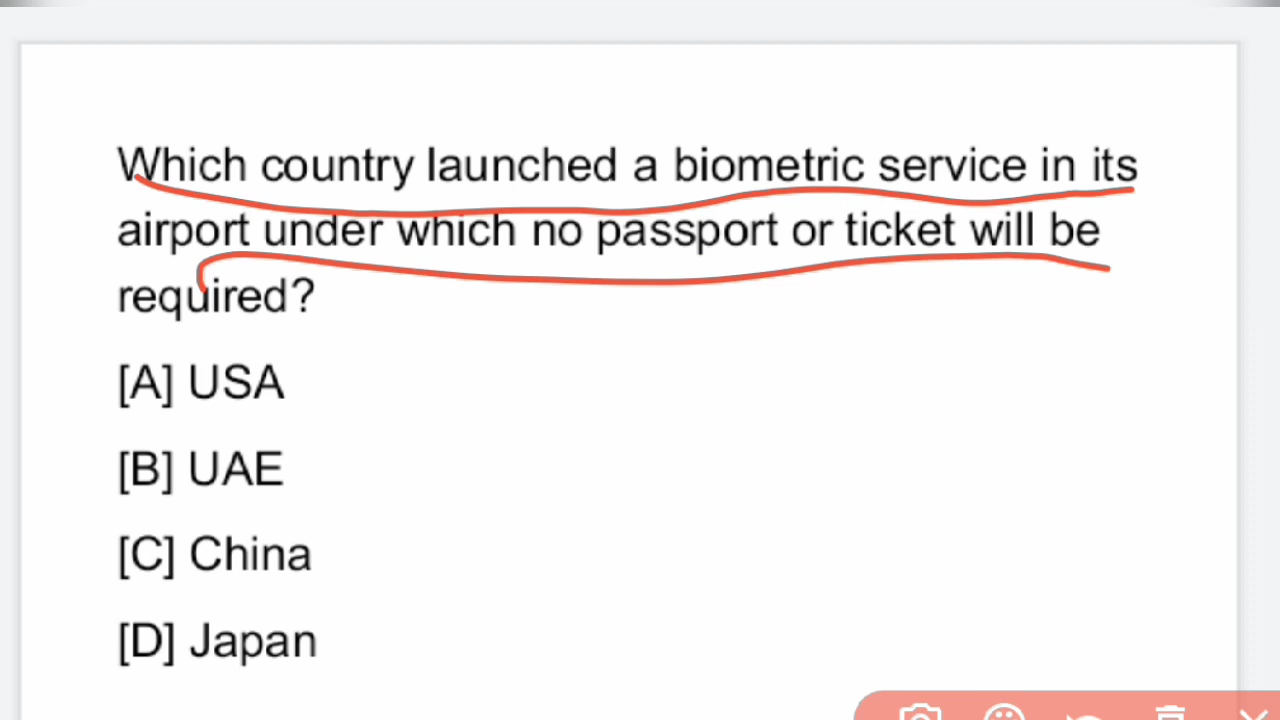 Which country launched a biometric service in its
airport under which no passport or ticket will be
required?
[A] USA
[B] UAE
[C] China
[D] Japan